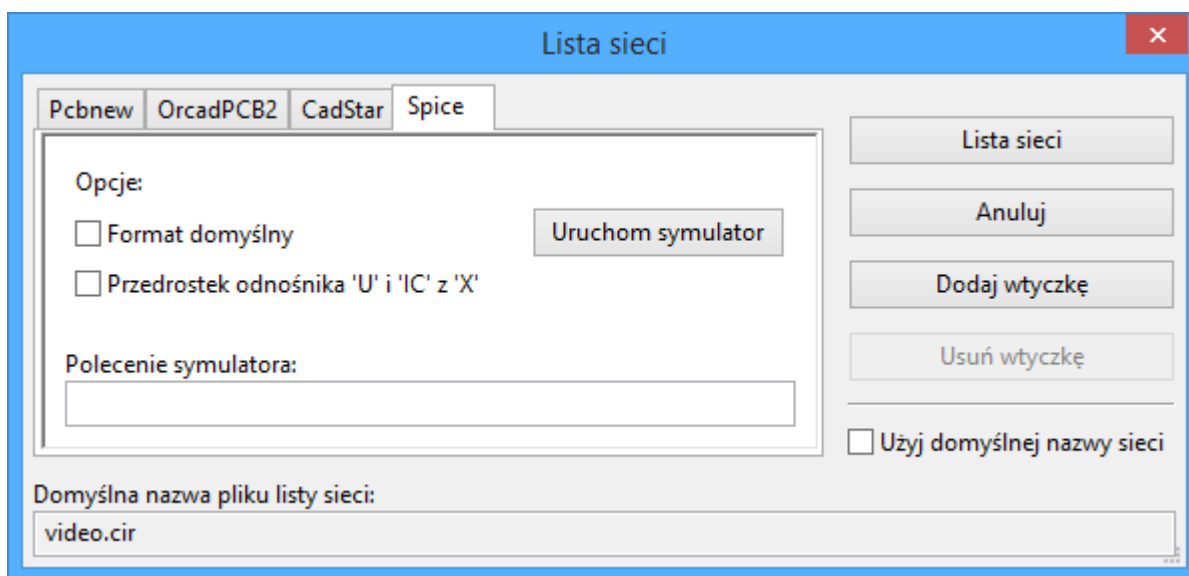 Lista sieci
Pcbnew OrcadPCB2 CadStar Spice
Opcje:
Format domyślny
Przedrostek odnośnika 'U' i 'IC' z 'X'
Uruchom symulator
Polecenie symulatora:
Lista sieci
Anuluj
Dodaj wtyczkę
Usuń wtyczkę
Użyj domyślnej nazwy sieci
Domyślna nazwa pliku listy sieci:
video.cir